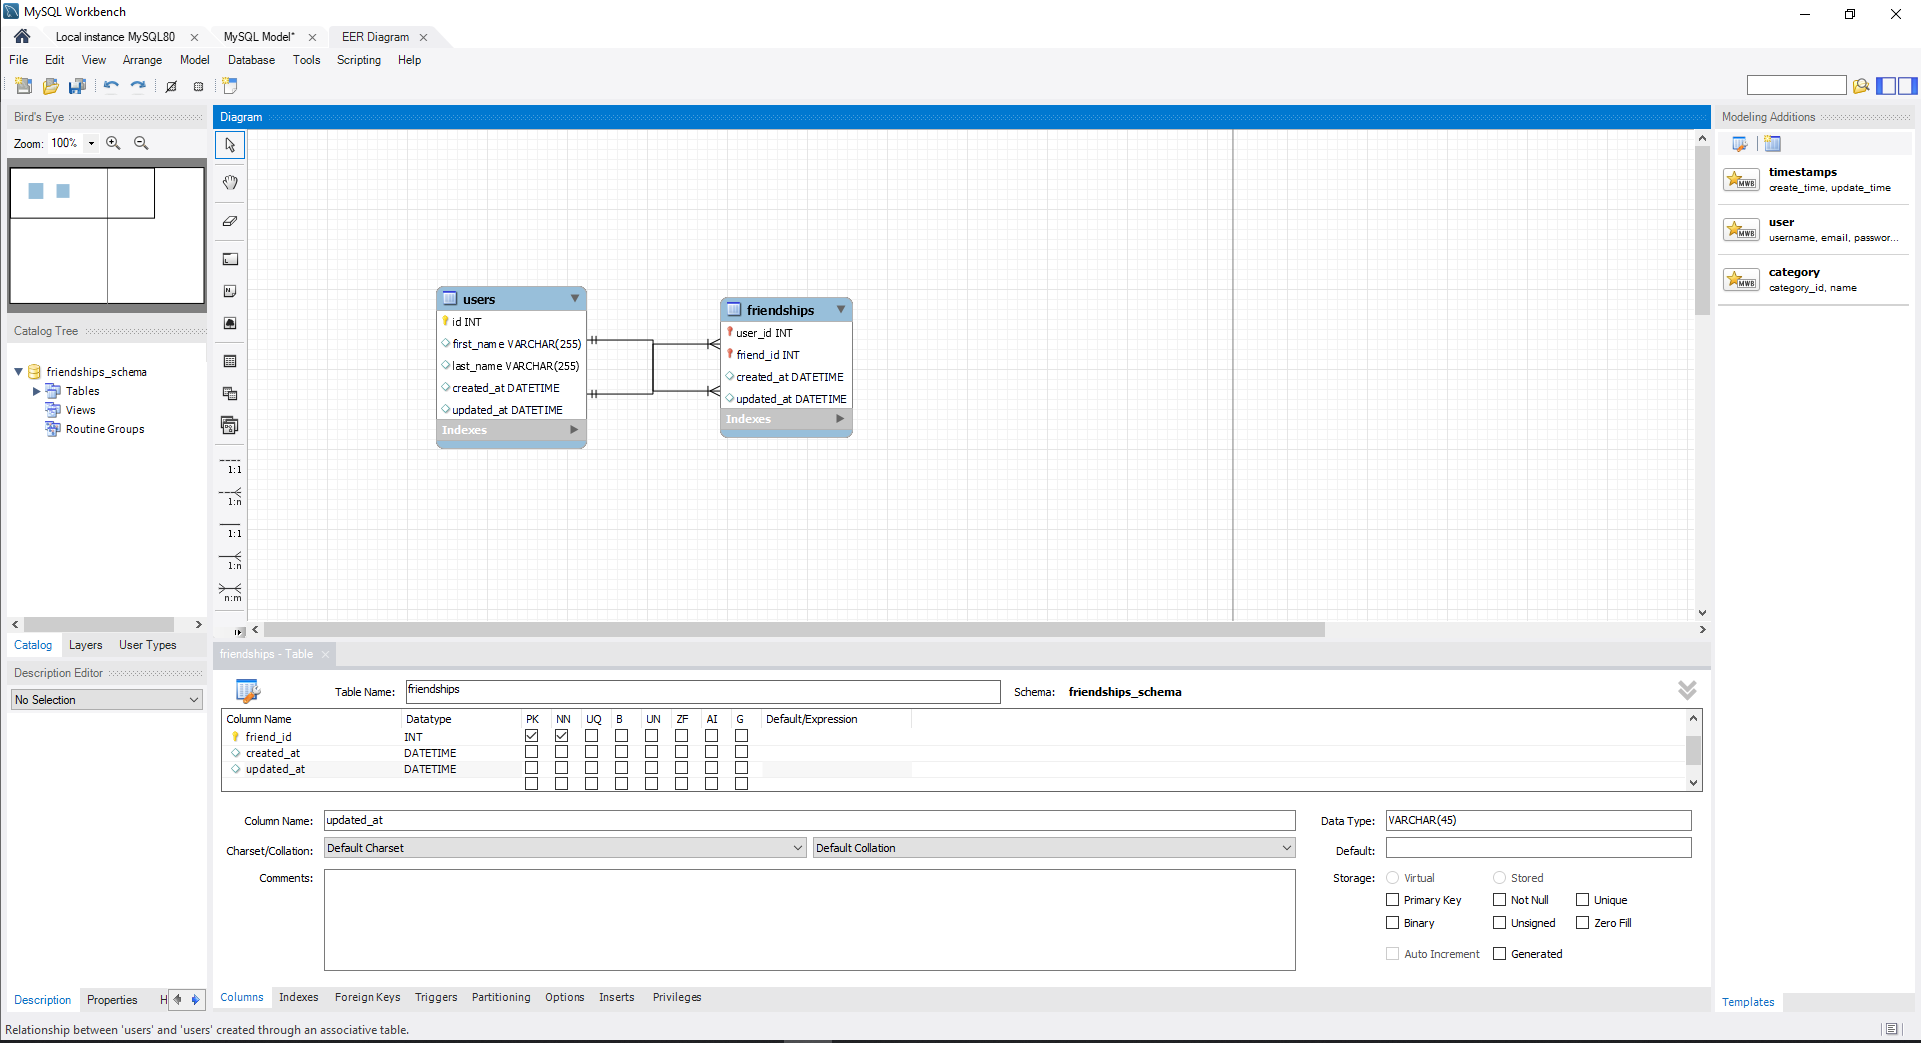 MySQL Workbench
Local instance MySQL80
MySQL Model*
EER Diagram
File Edit View Arrange Model Database Tools Scripting Help
Bird's Eye
Zoom: 100%
Catalog Tree
friendships_schema
Tables
Views
Routine Groups
Catalog Layers User Types
Description Editor
No Selection
Description Properties H
Diagram
1:1
1:n
1:1
1:n
n:m
users
id INT
first_name VARCHAR(255)
last_name VARCHAR(255)
created_at DATETIME
updated_at DATETIME
Indexes
friendships
user_id INT
friend_id INT
created_at DATETIME
updated_at DATETIME
Indexes
Modeling Additions
MWB
timestamps
create_time, update_time
MWB
user
username, email, passwor...
MWB
category
category_id, name
Templates
friendships - Table
Table Name: friendships
Schema: friendships_schema
Column Name Datatype PK NN UQ B UN ZF AI G Default/Expression
friend_id INT
created_at DATETIME
updated_at DATETIME
Column Name: updated_at
Data Type: VARCHAR(45)
Charset/Collation: Default Charset Default Collation
Default:
Comments:
Storage: Virtual Stored
Primary Key Not Null Unique
Binary Unsigned Zero Fill
Auto Increment Generated
Columns Indexes Foreign Keys Triggers Partitioning Options Inserts Privileges
Relationship between 'users' and 'users' created through an associative table.